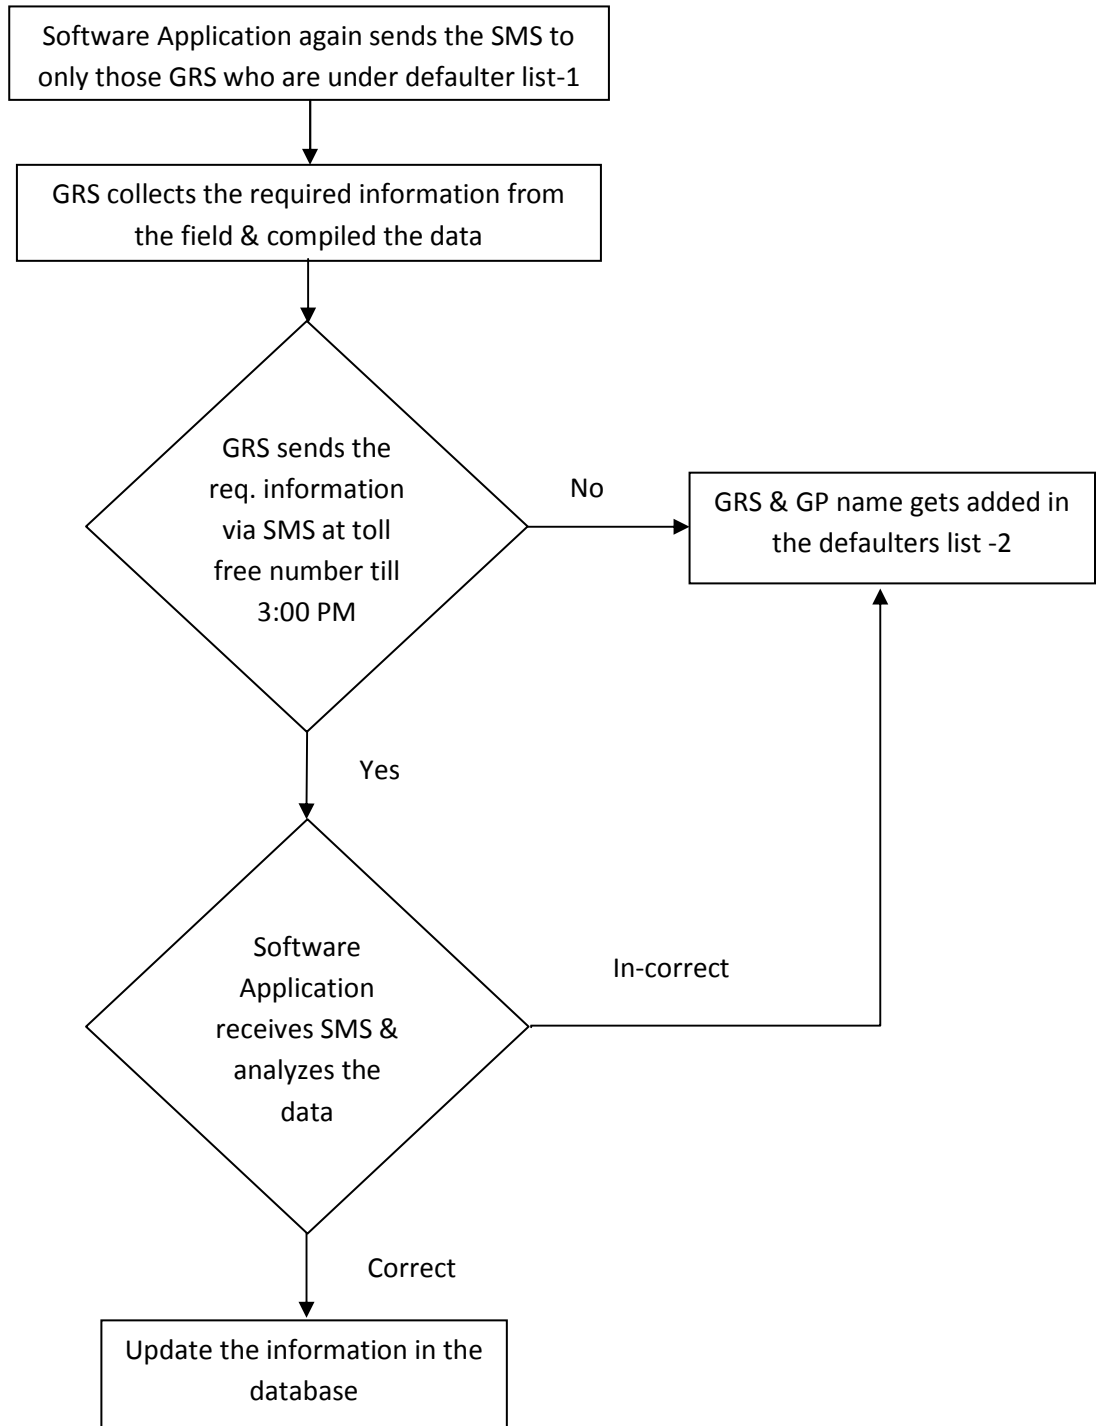 Software Application again sends the SMS to
only those GRS who are under defaulter list-1
GRS collects the required information from
the field & compiled the data
GRS sends the
req. information
via SMS at toll
free number till
3:00 PM
No
GRS & GP name gets added in
the defaulters list -2
Yes
Software
Application
receives SMS &
analyzes the
data
In-correct
Correct
Update the information in the
database